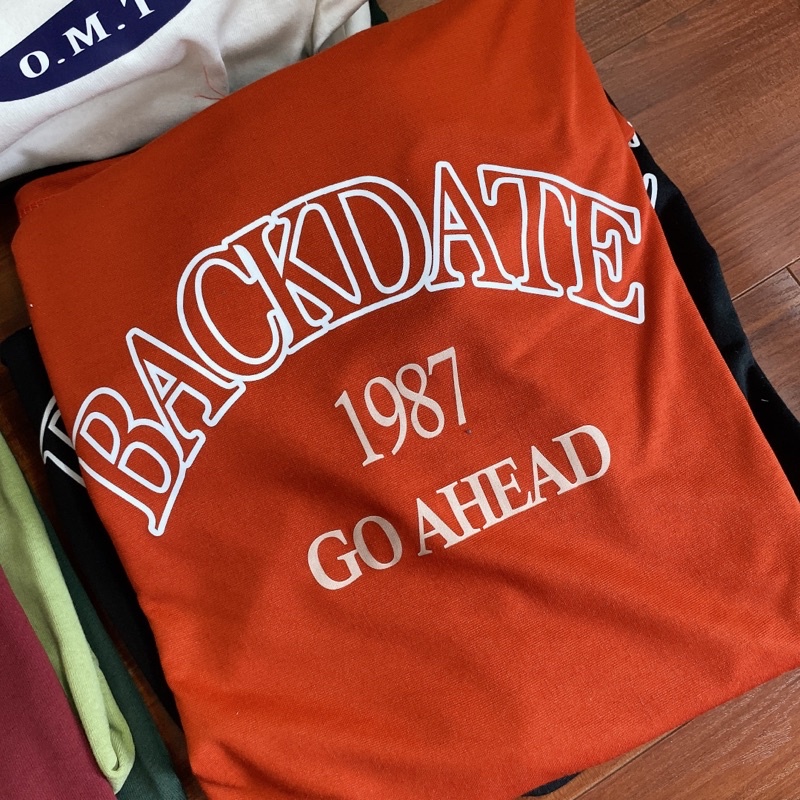 O.M.T
BACKDATE
1987
GO AHEAD